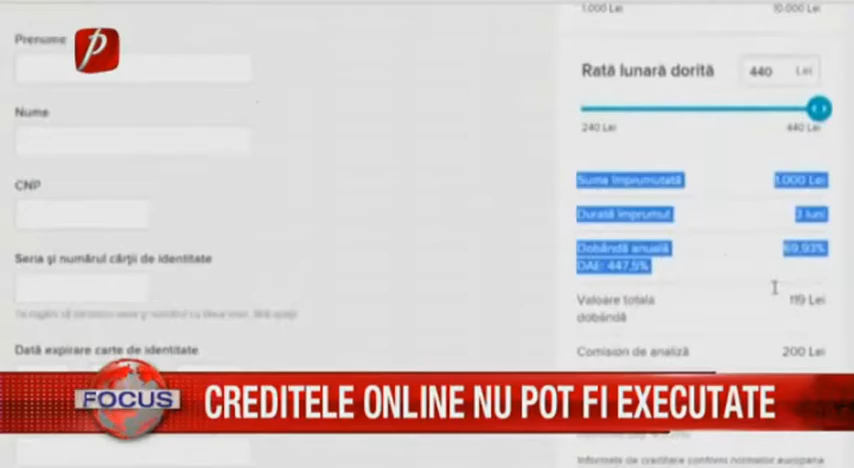 Prenume
Nume
CNP
Seria și numărul cărții de identitate
Dată expirare carte de identitate
1.000 Lei
10.000 Lei
Rată lunară dorită
440 Lei
240 Lei
440 Lei
Suma împrumutată
1.000 Lei
Durată împrumut
3 luni
Dobândă anuală
69,93%
DAE: 447,5%
Valoare totala
dobândă
119 Lei
Comision de analiză
200 Lei
FOCUS
CREDITELE ONLINE NU POT FI EXECUTATE